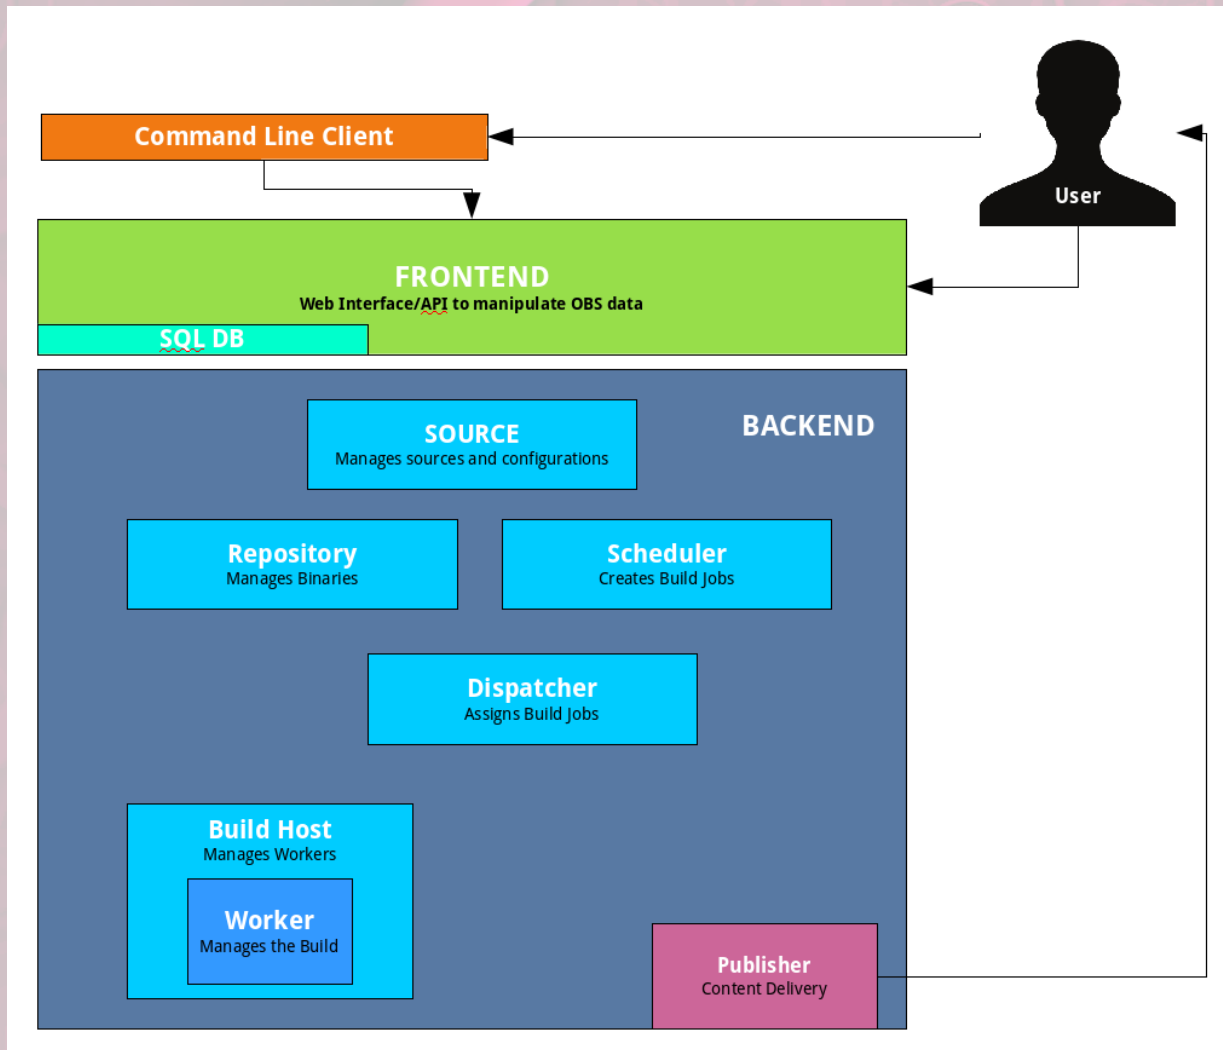 Command Line Client
User
FRONTEND
Web Interface/API to manipulate OBS data
SQL DB
BACKEND
SOURCE
Manages sources and configurations
Repository
Manages Binaries
Scheduler
Creates Build Jobs
Dispatcher
Assigns Build Jobs
Build Host
Manages Workers
Worker
Manages the Build
Publisher
Content Delivery